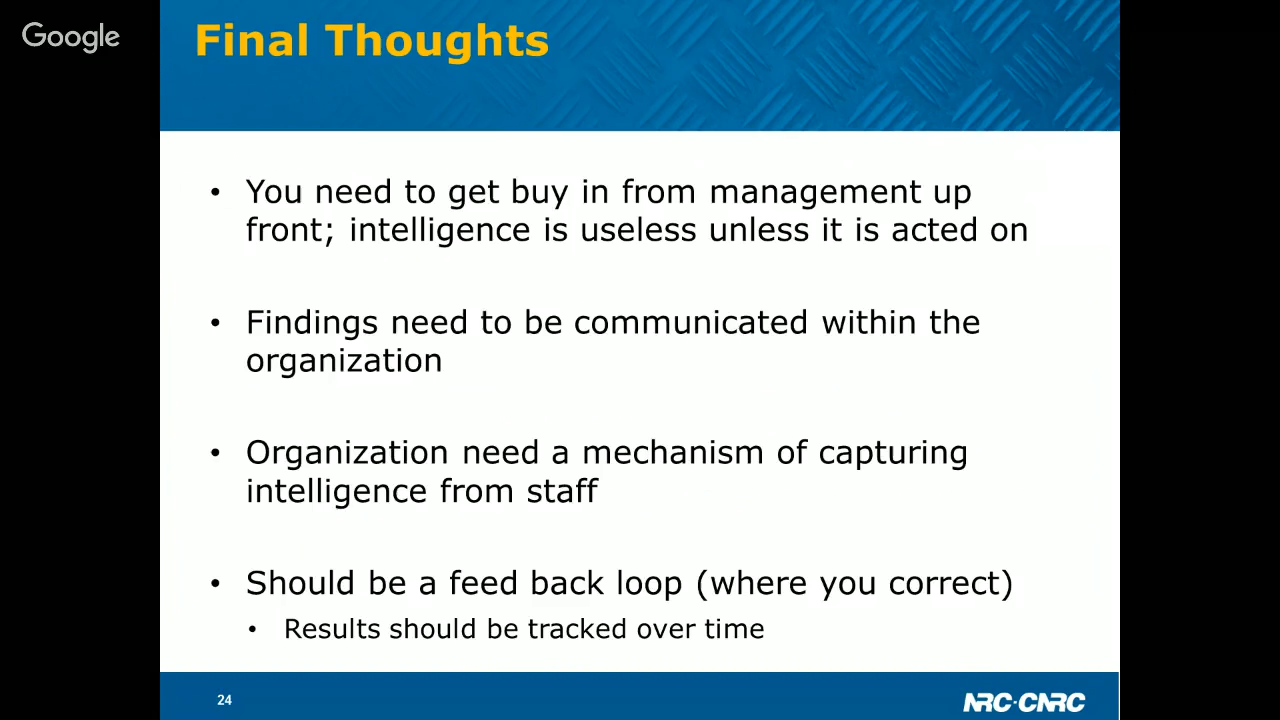 Google
Final Thoughts
• You need to get buy in from management up
front; intelligence is useless unless it is acted on
• Findings need to be communicated within the
organization
• Organization need a mechanism of capturing
intelligence from staff
• Should be a feed back loop (where you correct)
• Results should be tracked over time
24
NRC·CNRC